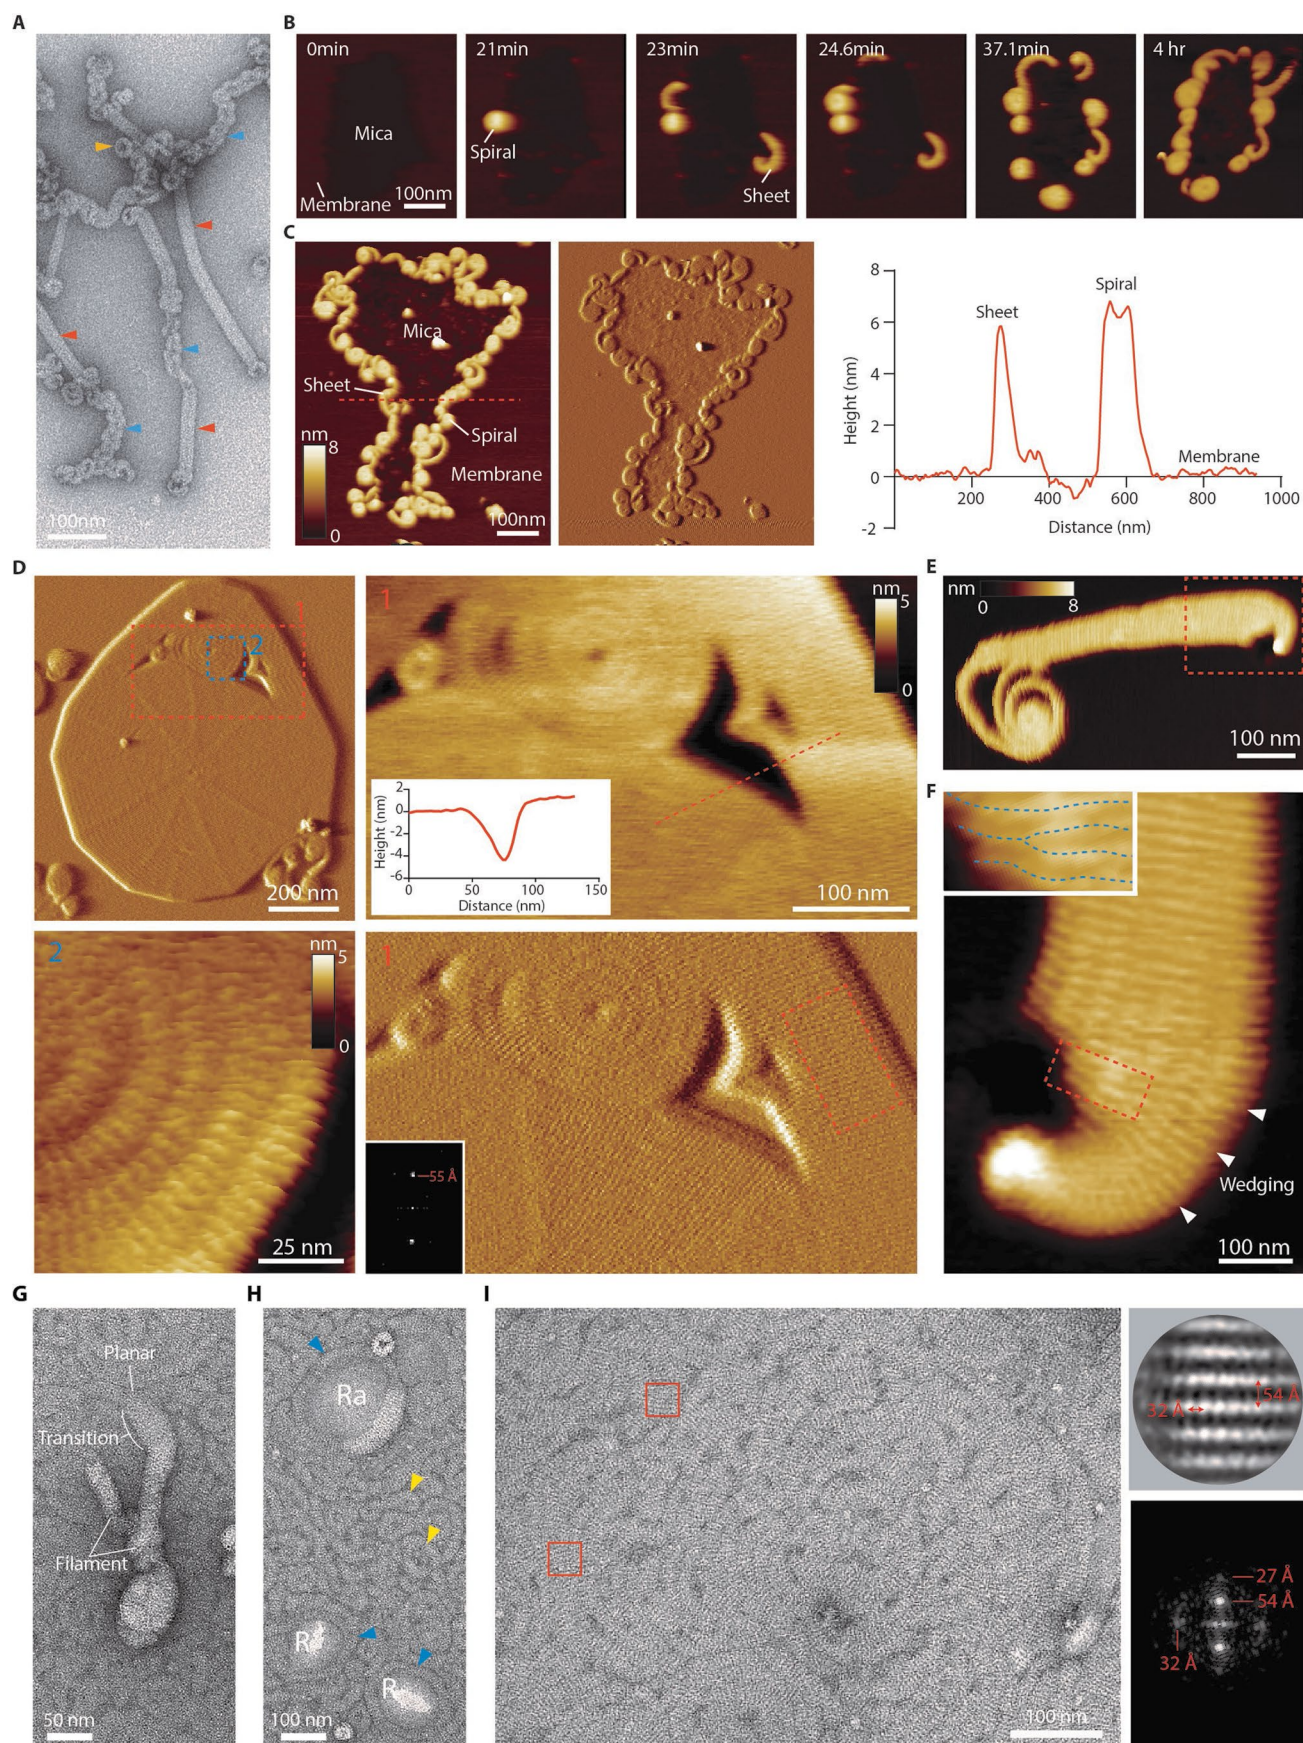 A
100nm
B
0min
Mica
Membrane
100nm
21min
Spiral
23min
Sheet
24.6min
37.1min
4 hr
C
Mica
Sheet
Spiral
Membrane
nm
8
0
100nm
8
6
4
2
0
-2
Height (nm)
Sheet
Spiral
Membrane
200
400
600
800
1000
Distance (nm)
D
1
2
200 nm
1
nm
5
0
2
0
-2
-4
-6
Height (nm)
0
50
100
150
Distance (nm)
100 nm
2
nm
5
0
25 nm
1
55 Å
E
nm
0
8
100 nm
F
Wedging
100 nm
G
Planar
Transition
Filament
50 nm
H
Ra
R
R
100 nm
I
100 nm
54 Å
32 Å
27 Å
54 Å
32 Å